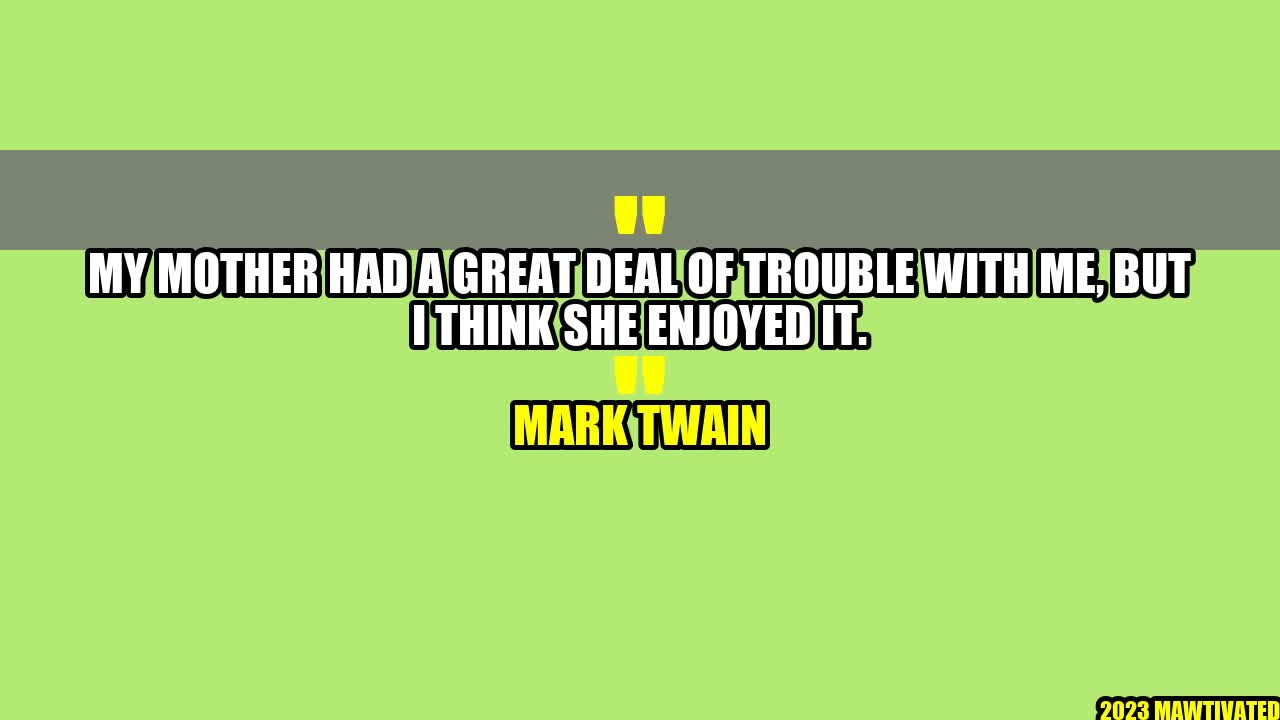 "
MY MOTHER HAD A GREAT DEAL OF TROUBLE WITH ME, BUT
I THINK SHE ENJOYED IT.
"
MARK TWAIN
2023 MAWTIVATED